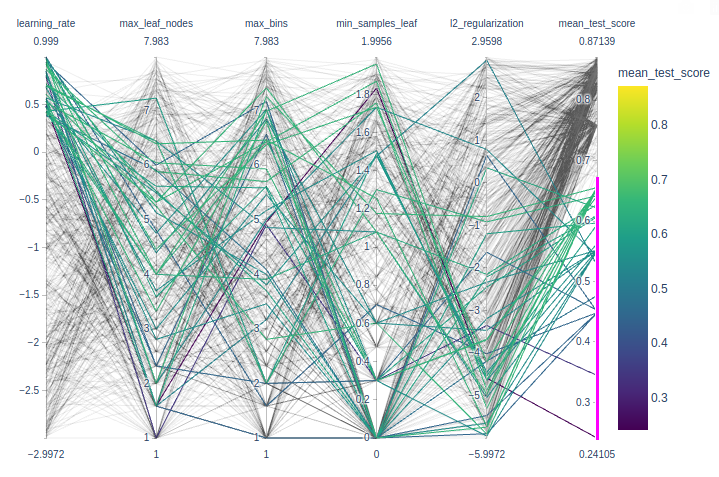 learning_rate max_leaf_nodes max_bins min_samples_leaf l2_regularization mean_test_score
0.999 7.983 7.983 1.9956 2.9598 0.87139
mean_test_score
0.5 7 7 1.8 2 0.8
0.8
0 6 6 1.6 1 0.7
0.7
−0.5 5 5 1.4 0 0.6
0.6
−1 4 4 1.2 −1 0.5
0.5
−1.5 3 3 1 −2 0.4
0.4
−2 2 2 0.8 −3 0.3
0.3
−2.5 1 1 0.6 −4
0.4 −5
0.2
0
−2.9972 1 1 0 −5.9972 0.24105